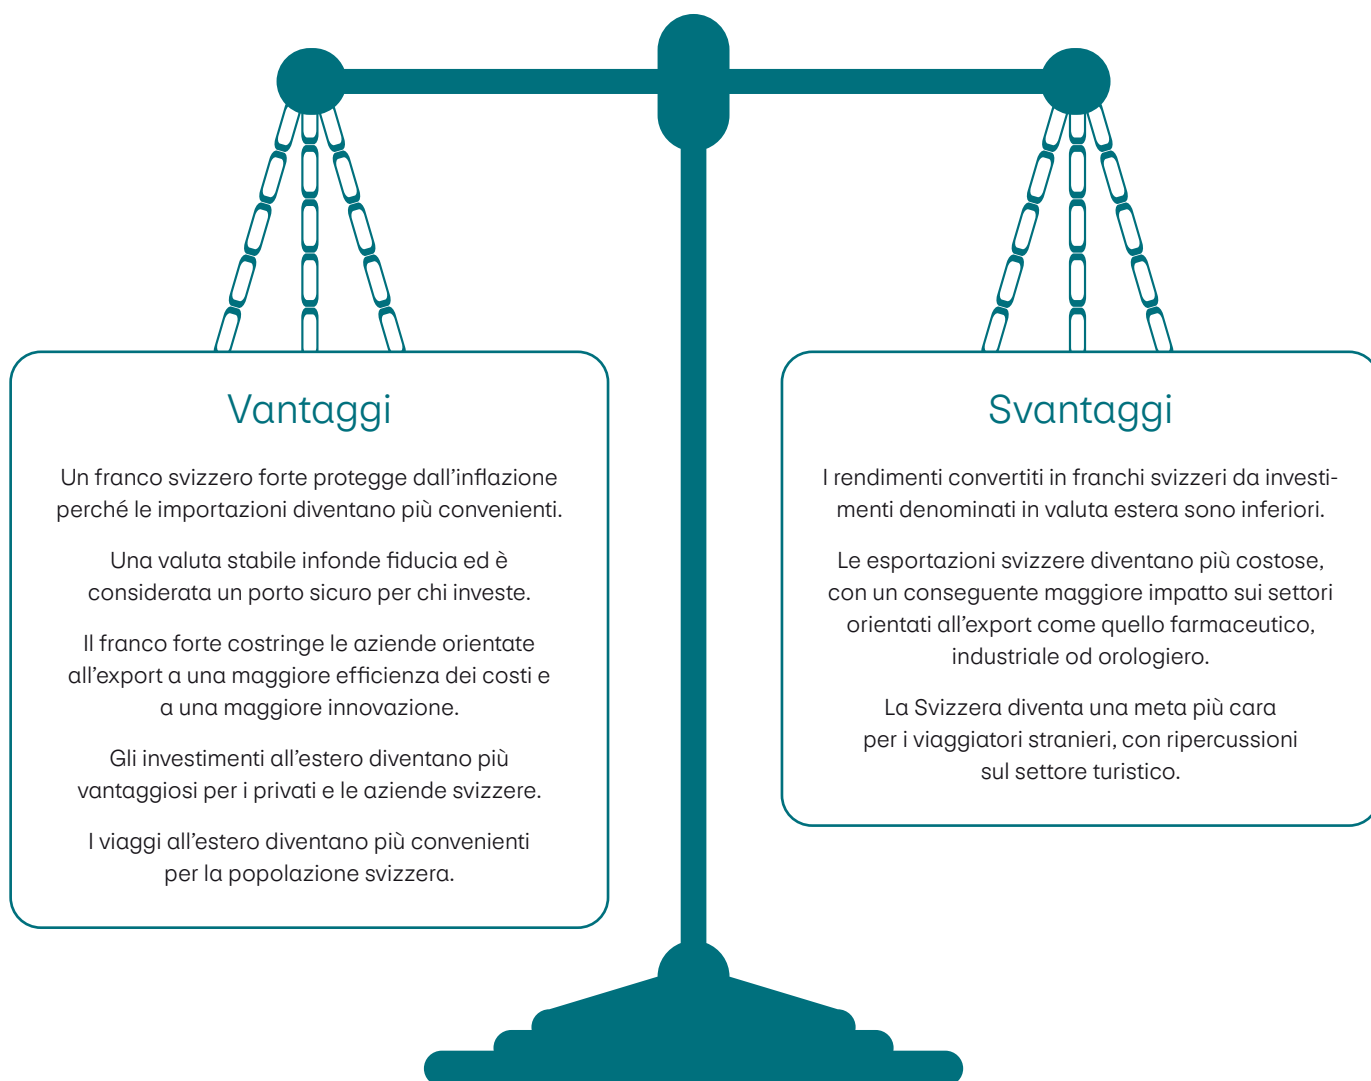 Vantaggi
Un franco svizzero forte protegge dall’inflazione
perché le importazioni diventano più convenienti.
Una valuta stabile infonde fiducia ed è
considerata un porto sicuro per chi investe.
Il franco forte costringe le aziende orientate
all’export a una maggiore efficienza dei costi e
a una maggiore innovazione.
Gli investimenti all’estero diventano più
vantaggiosi per i privati e le aziende svizzere.
I viaggi all’estero diventano più convenienti
per la popolazione svizzera.
Svantaggi
I rendimenti convertiti in franchi svizzeri da investi-
menti denominati in valuta estera sono inferiori.
Le esportazioni svizzere diventano più costose,
con un conseguente maggiore impatto sui settori
orientati all’export come quello farmaceutico,
industriale od orologiero.
La Svizzera diventa una meta più cara
per i viaggiatori stranieri, con ripercussioni
sul settore turistico.